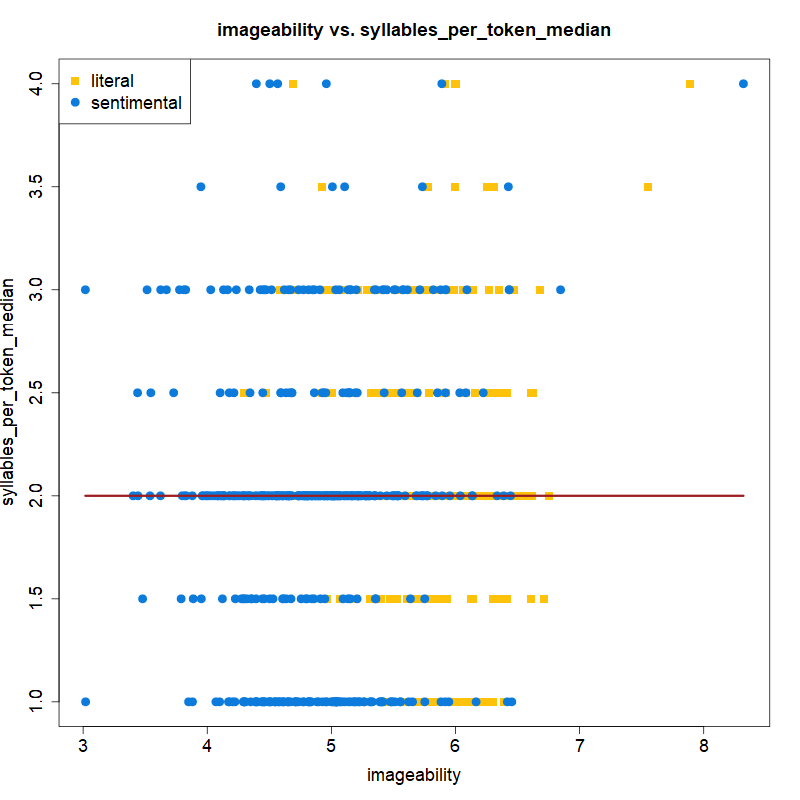 imageability vs. syllables_per_token_median
literal
sentimental
4.0
3.5
3.0
2.5
2.0
1.5
1.0
syllables_per_token_median
3 4 5 6 7 8
imageability